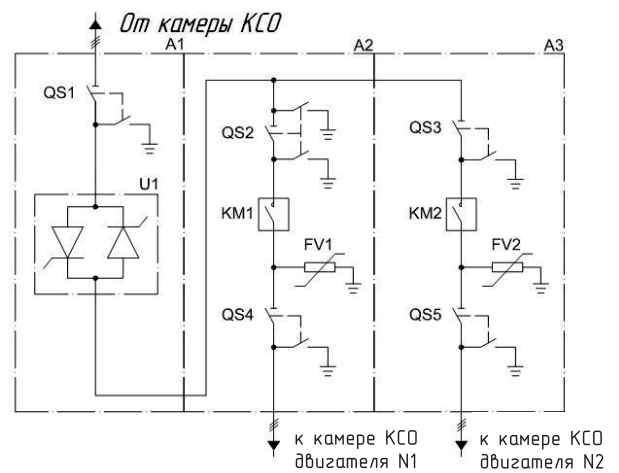 От камеры КСО
A1
A2
A3
QS1
QS2
QS3
U1
KM1
KM2
FV1
FV2
QS4
QS5
к камере КСО
двигателя N1
к камере КСО
двигателя N2